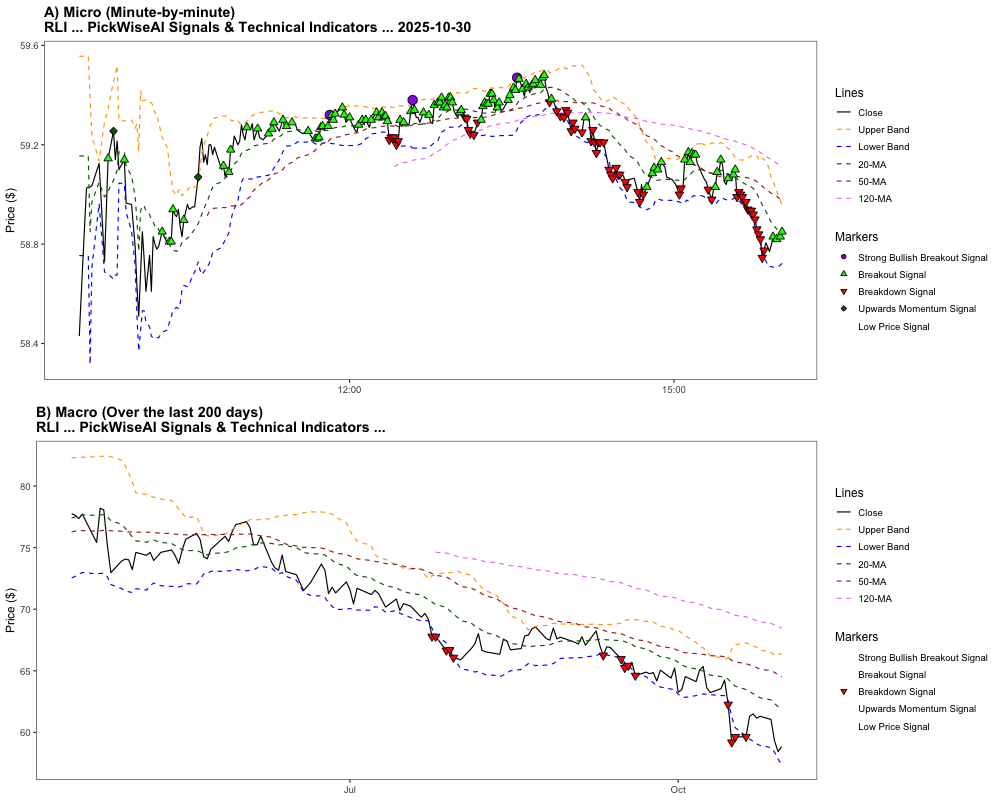 A) Micro (Minute-by-minute)
RLI ... PickWiseAI Signals & Technical Indicators ... 2025-10-30
59.6
59.2
58.8
58.4
Price ($)
12:00
15:00
Lines
Close
Upper Band
Lower Band
20-MA
50-MA
120-MA
Markers
Strong Bullish Breakout Signal
Breakout Signal
Breakdown Signal
Upwards Momentum Signal
Low Price Signal
B) Macro (Over the last 200 days)
RLI ... PickWiseAI Signals & Technical Indicators ...
80
75
70
65
60
Price ($)
Jul
Oct
Lines
Close
Upper Band
Lower Band
20-MA
50-MA
120-MA
Markers
Strong Bullish Breakout Signal
Breakout Signal
Breakdown Signal
Upwards Momentum Signal
Low Price Signal